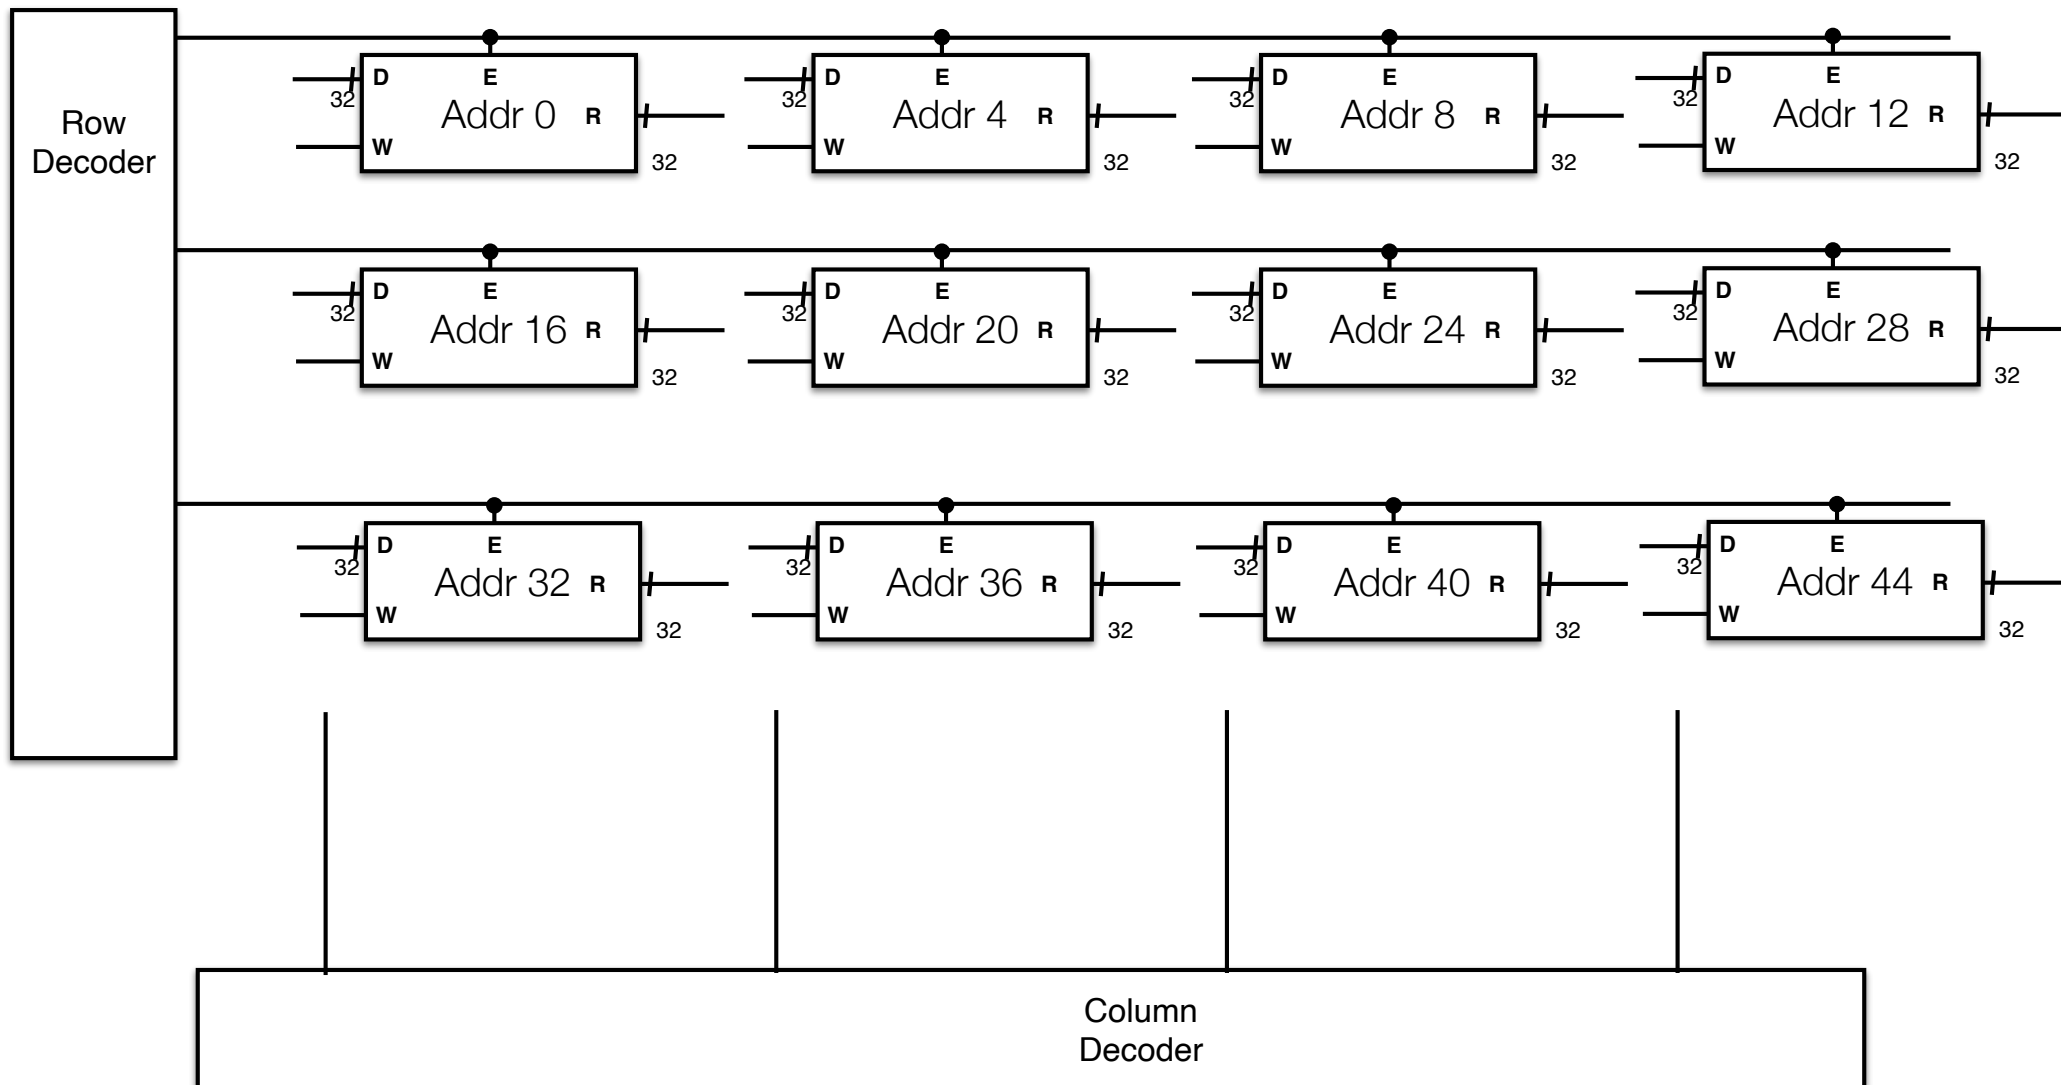 Row
Decoder
D E
32 Addr 0 R
W 32
D E
32 Addr 4 R
W 32
D E
32 Addr 8 R
W 32
D E
32 Addr 12 R
W 32
D E
32 Addr 16 R
W 32
D E
32 Addr 20 R
W 32
D E
32 Addr 24 R
W 32
D E
32 Addr 28 R
W 32
D E
32 Addr 32 R
W 32
D E
32 Addr 36 R
W 32
D E
32 Addr 40 R
W 32
D E
32 Addr 44 R
W 32
Column
Decoder